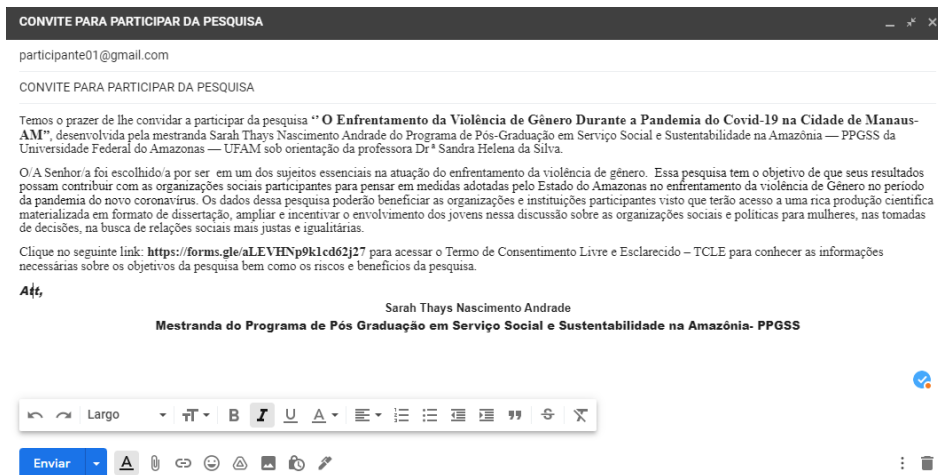 CONVITE PARA PARTICIPAR DA PESQUISA
participante01@gmail.com
CONVITE PARA PARTICIPAR DA PESQUISA
Temos o prazer de lhe convidar a participar da pesquisa “ O Enfrentamento da Violência de Gênero Durante a Pandemia do Covid-19 na Cidade de Manaus-
AM”, desenvolvida pela mestranda Sarah Thays Nascimento Andrade do Programa de Pós-Graduação em Serviço Social e Sustentabilidade na Amazônia — PPGSS da
Universidade Federal do Amazonas — UFAM sob orientação da professora Drª Sandra Helena da Silva.
O/A Senhor/a foi escolhido/a por ser em um dos sujeitos essenciais na atuação do enfrentamento da violência de gênero. Essa pesquisa tem o objetivo de que seus resultados
possam contribuir com as organizações sociais participantes para pensar em medidas adotadas pelo Estado do Amazonas no enfrentamento da violência de Gênero no período
da pandemia do novo coronavírus. Os dados dessa pesquisa poderão beneficiar as organizações e instituições participantes visto que terão acesso a uma rica produção científica
materializada em formato de dissertação, ampliar e incentivar o envolvimento dos jovens nessa discussão sobre as organizações sociais e políticas para mulheres, nas tomadas
de decisões, na busca de relações sociais mais justas e igualitárias.
Clique no seguinte link: https://forms.gle/aLEVHNp9k1cd62j27 para acessar o Termo de Consentimento Livre e Esclarecido – TCLE para conhecer as informações
necessárias sobre os objetivos da pesquisa bem como os riscos e benefícios da pesquisa.
Att,
Sarah Thays Nascimento Andrade
Mestranda do Programa de Pós Graduação em Serviço Social e Sustentabilidade na Amazônia- PPGSS
Largo
Enviar